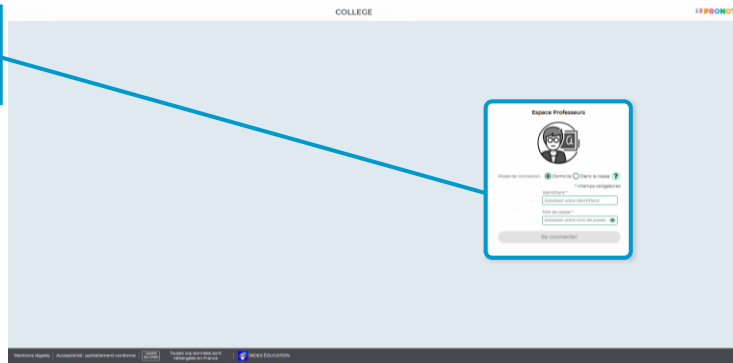 COLLEGE
PRONOT
Espace Professeurs
Mode de connexion Domicile Dans la classe ?
* champs obligatoires
Identifiant *
Saisissez votre identifiant
Mot de passe *
Saisissez votre mot de passe
Se connecter
Mentions légales | Accessibilité : partiellement conforme
Toutes vos données sont
hébergées en France
INDEX ÉDUCATION